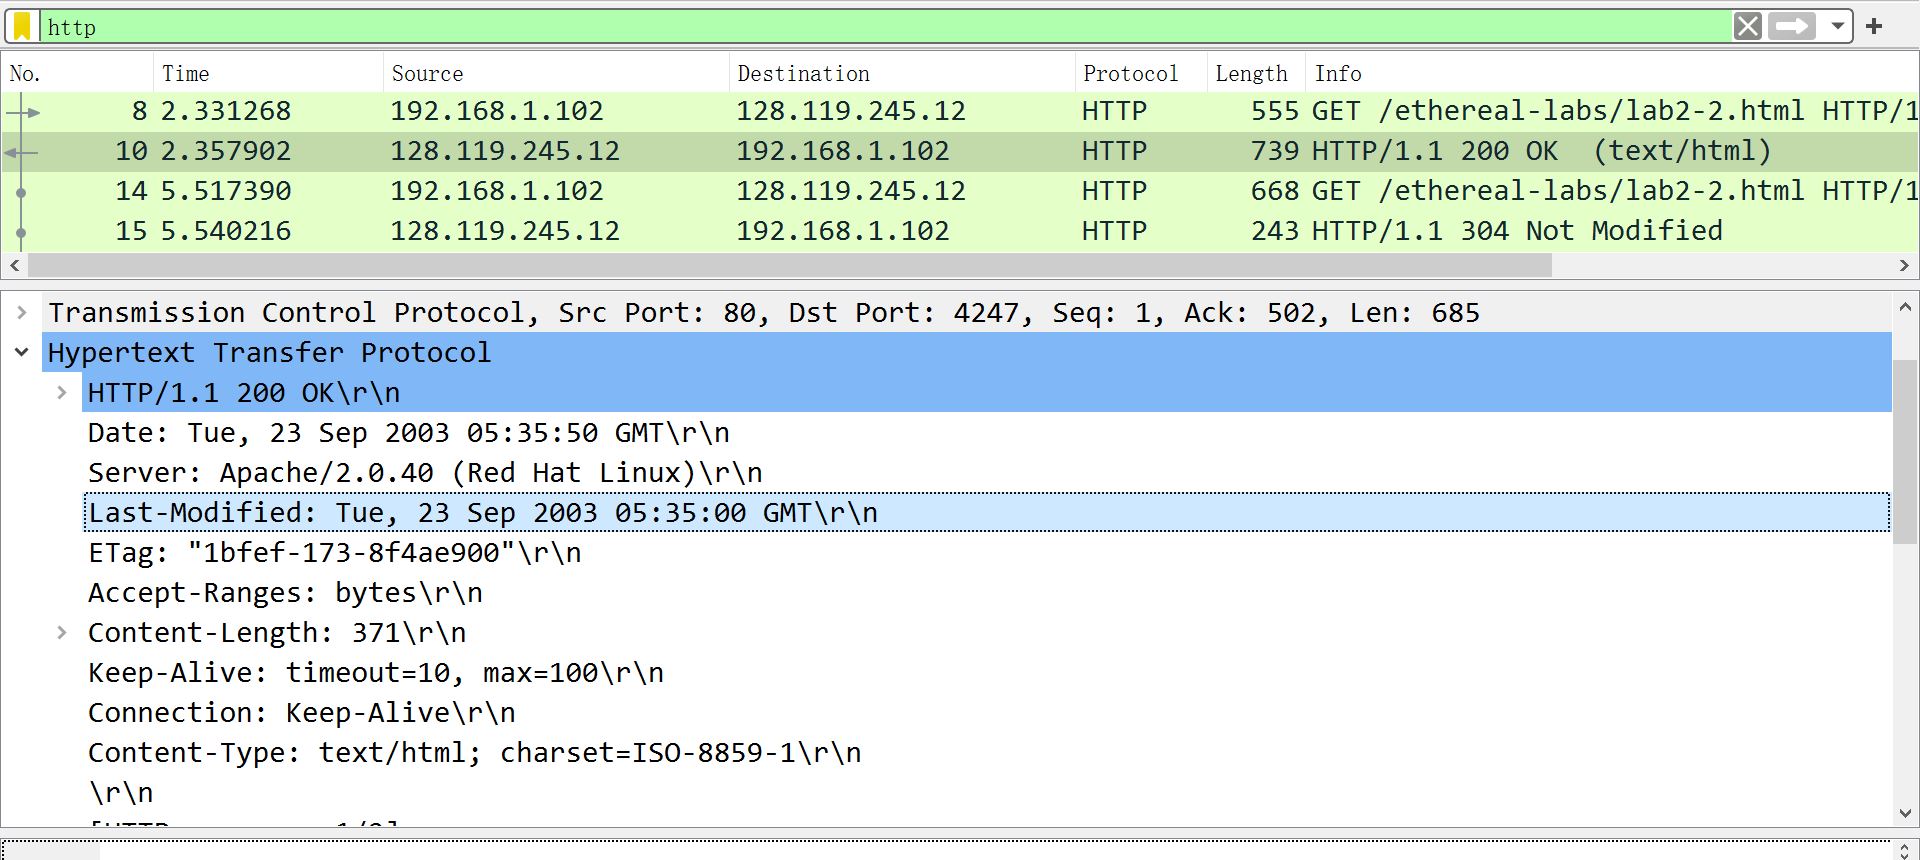 http
No. Time Source Destination Protocol Length Info
8 2.331268 192.168.1.102 128.119.245.12 HTTP 555 GET /ethereal-labs/lab2-2.html HTTP/1
10 2.357902 128.119.245.12 192.168.1.102 HTTP 739 HTTP/1.1 200 OK (text/html)
14 5.517390 192.168.1.102 128.119.245.12 HTTP 668 GET /ethereal-labs/lab2-2.html HTTP/1
15 5.540216 128.119.245.12 192.168.1.102 HTTP 243 HTTP/1.1 304 Not Modified
Transmission Control Protocol, Src Port: 80, Dst Port: 4247, Seq: 1, Ack: 502, Len: 685
Hypertext Transfer Protocol
HTTP/1.1 200 OK\r\n
Date: Tue, 23 Sep 2003 05:35:50 GMT\r\n
Server: Apache/2.0.40 (Red Hat Linux)\r\n
Last-Modified: Tue, 23 Sep 2003 05:35:00 GMT\r\n
ETag: "1bfef-173-8f4ae900"\r\n
Accept-Ranges: bytes\r\n
Content-Length: 371\r\n
Keep-Alive: timeout=10, max=100\r\n
Connection: Keep-Alive\r\n
Content-Type: text/html; charset=ISO-8859-1\r\n
\r\n